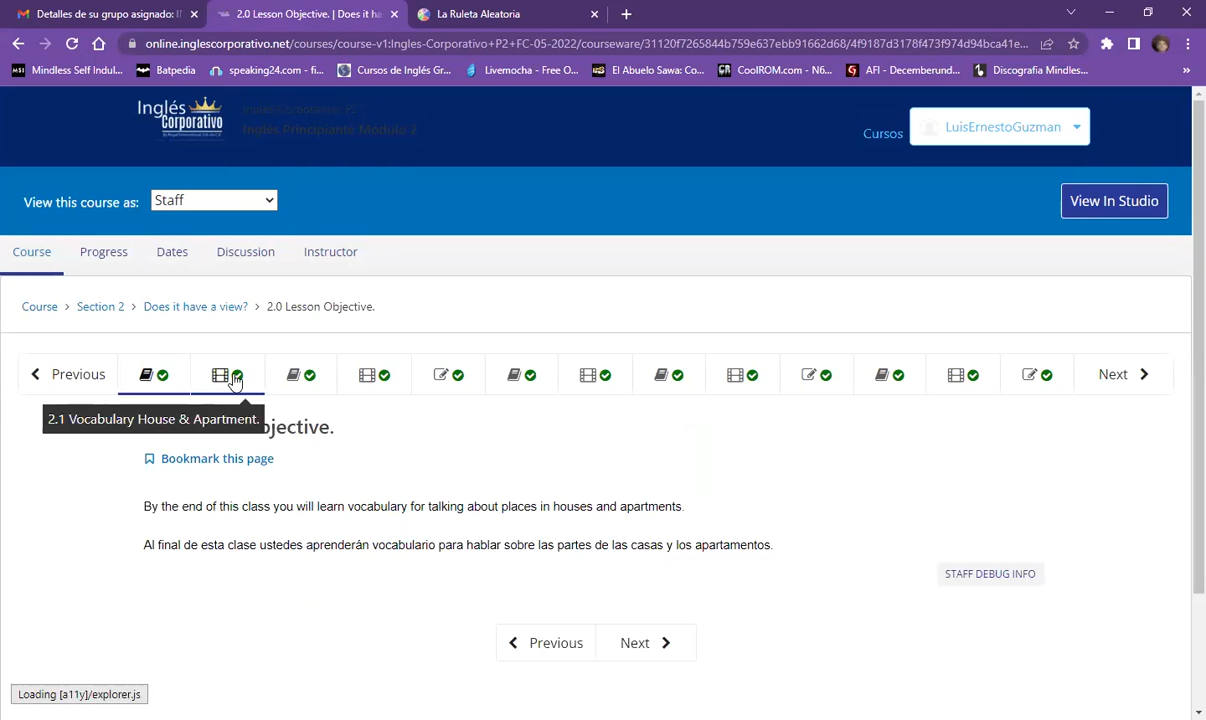 Detalles de su grupo asignado: I
2.0 Lesson Objective. | Does it ha
La Ruleta Aleatoria
online.inglescorporativo.net/courses/course-v1:Ingles-Corporativo+P2+FC-05-2022/courseware/31120f7265844b759e637ebb91662d68/4f9187d3178f473f974d94bca41e...
Mindless Self Indul...
Batpedia
speaking24.com - fi...
Cursos de Inglés Gr...
Livemocha - Free O...
El Abuelo Sawa: Co...
CoolROM.com - N6...
AFI - Decemberund...
Discografia Mindles...
Inglés Corporativo
Inglés Principiante Módulo 2
Cursos
LuisErnestoGuzman
View this course as:
Staff
View In Studio
Course
Progress
Dates
Discussion
Instructor
Course > Section 2 > Does it have a view? > 2.0 Lesson Objective.
Previous
Next
2.1 Vocabulary House & Apartment.
bjective.
Bookmark this page
By the end of this class you will learn vocabulary for talking about places in houses and apartments.
Al final de esta clase ustedes aprenderán vocabulario para hablar sobre las partes de las casas y los apartamentos.
STAFF DEBUG INFO
Previous
Next
Loading [a11y]/explorer.js